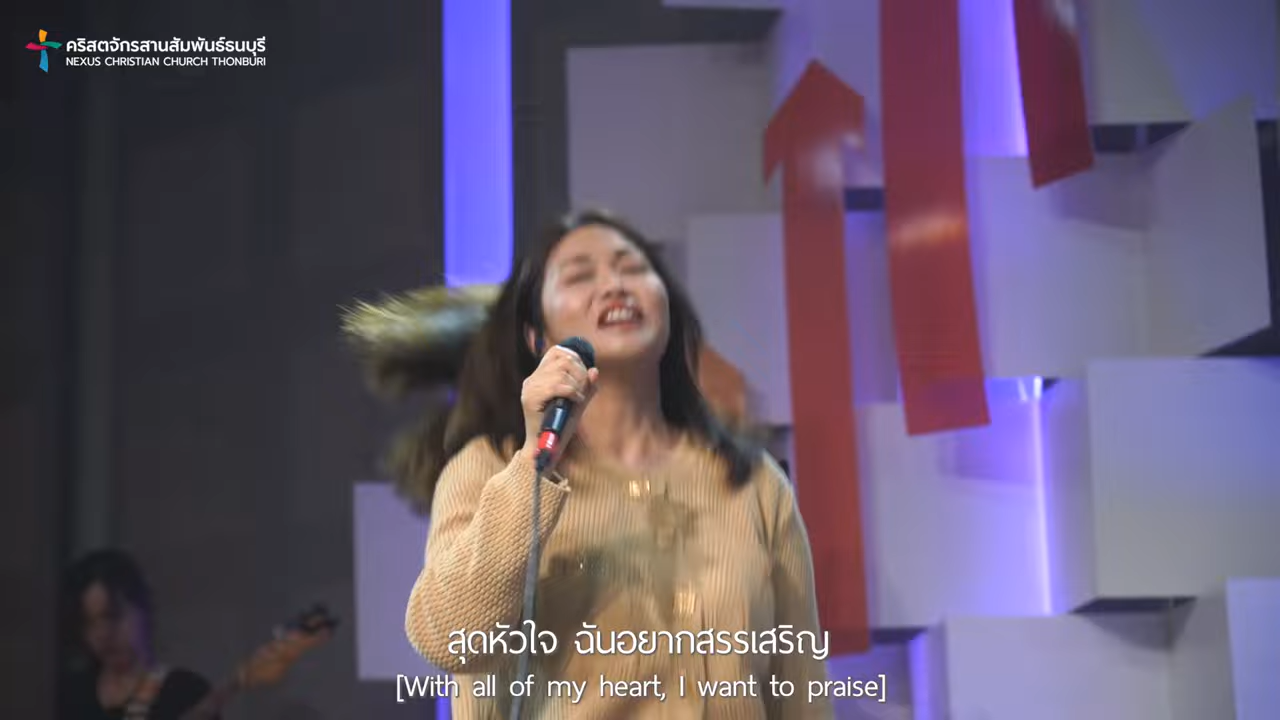 คริสตจักรสานสัมพันธ์ธนบุรี
NEXUS CHRISTIAN CHURCH THONBURI
สุดหัวใจ ฉันอยากสรรเสริญ
[With all of my heart, I want to praise]